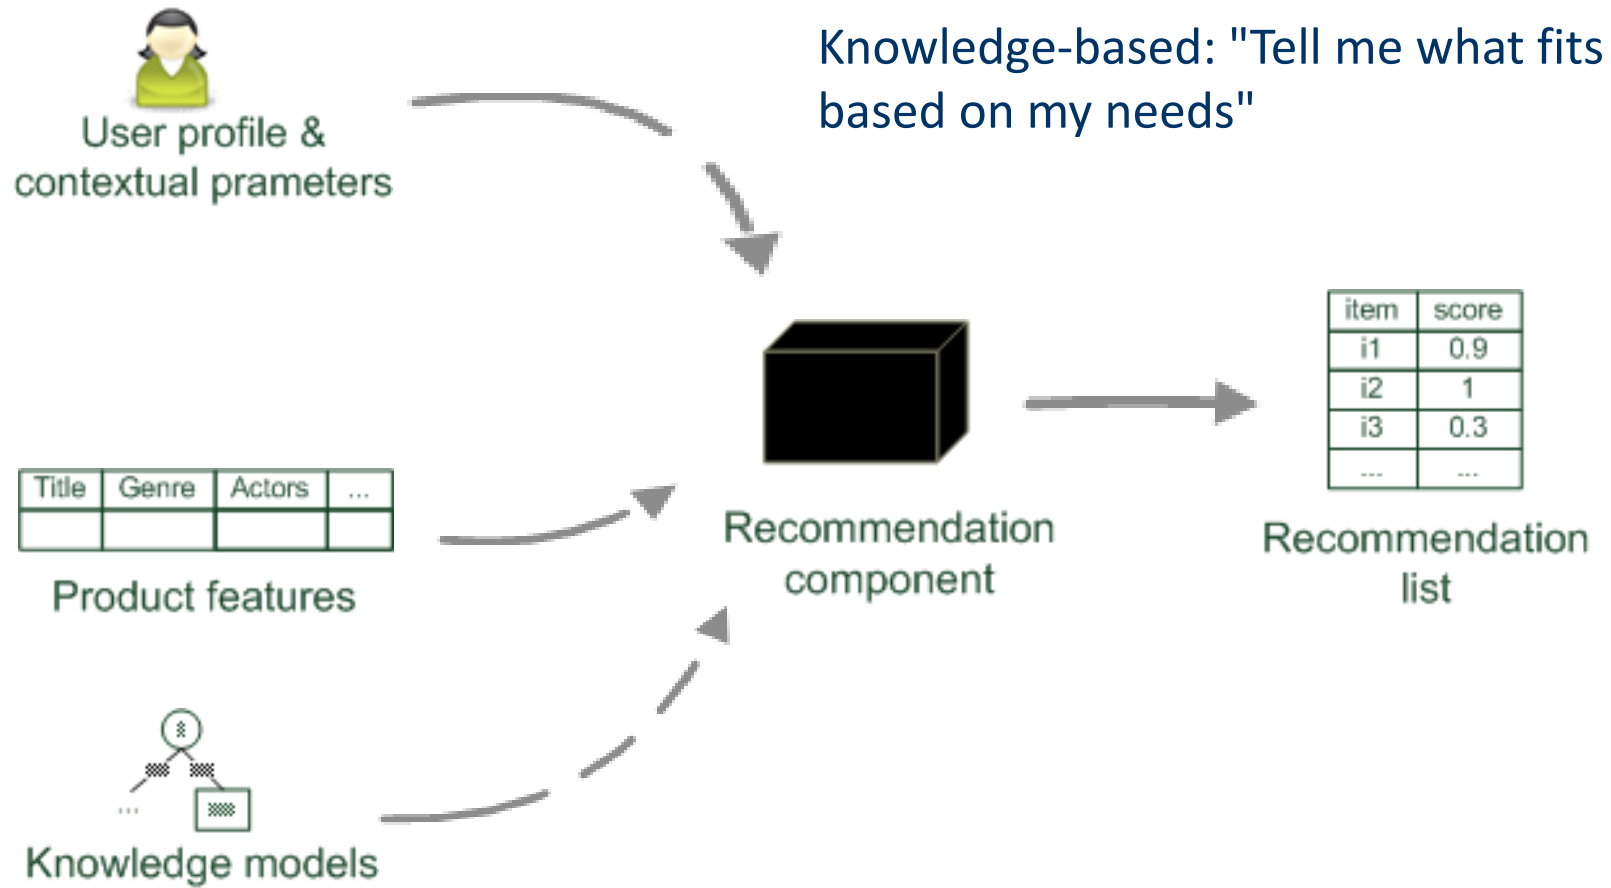 Knowledge-based: "Tell me what fits
based on my needs"
User profile &
contextual prameters
Title Genre Actors ...
Product features
Knowledge models
...
Recommendation
component
item score
i1 0.9
i2 1
i3 0.3
... ...
Recommendation
list